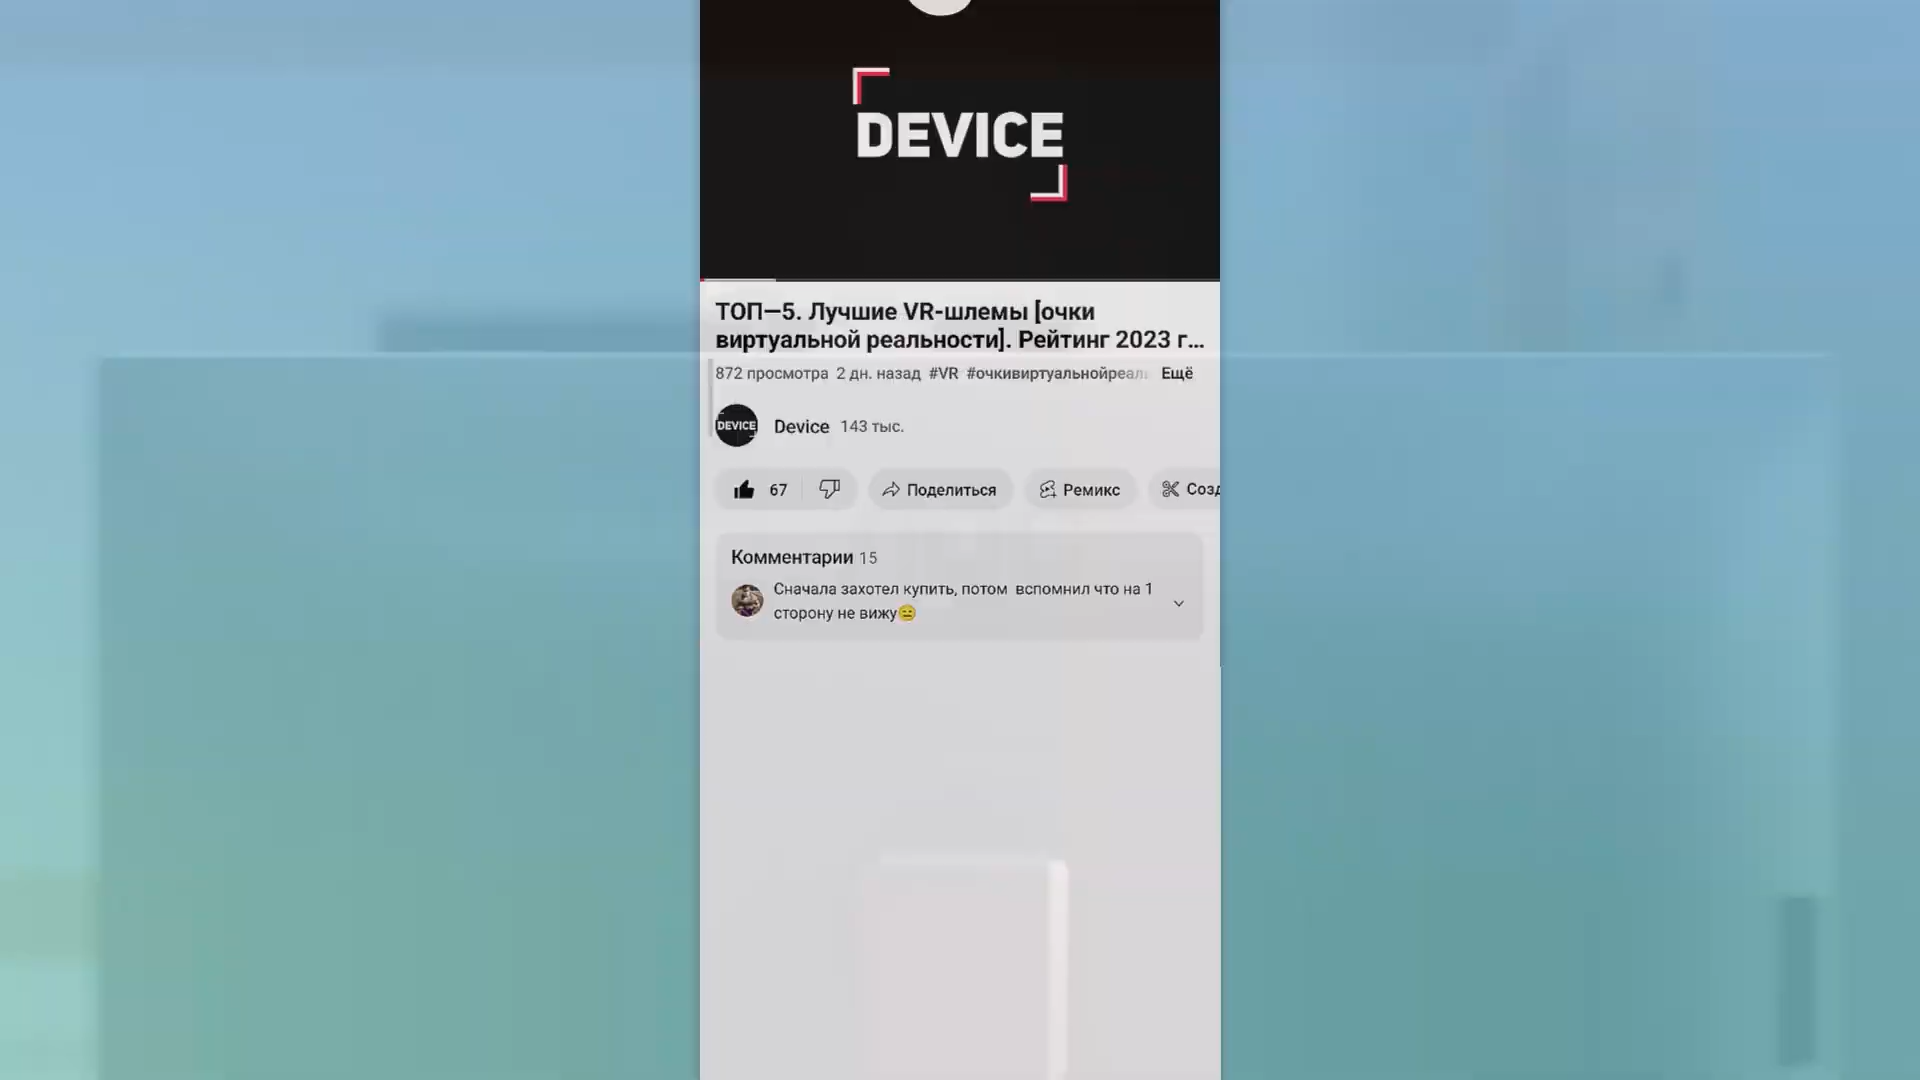 DEVICE
ТОП—5. Лучшие VR-шлемы [очки
виртуальной реальности]. Рейтинг 2023 г...
872 просмотра 2 дн. назад #VR #очкивиртуальнойреал Ещё
DEVICE
Device 143 тыс.
67 Поделиться Ремикс Созд
Комментарии 15
Сначала захотел купить, потом вспомнил что на 1
сторону не вижу😑